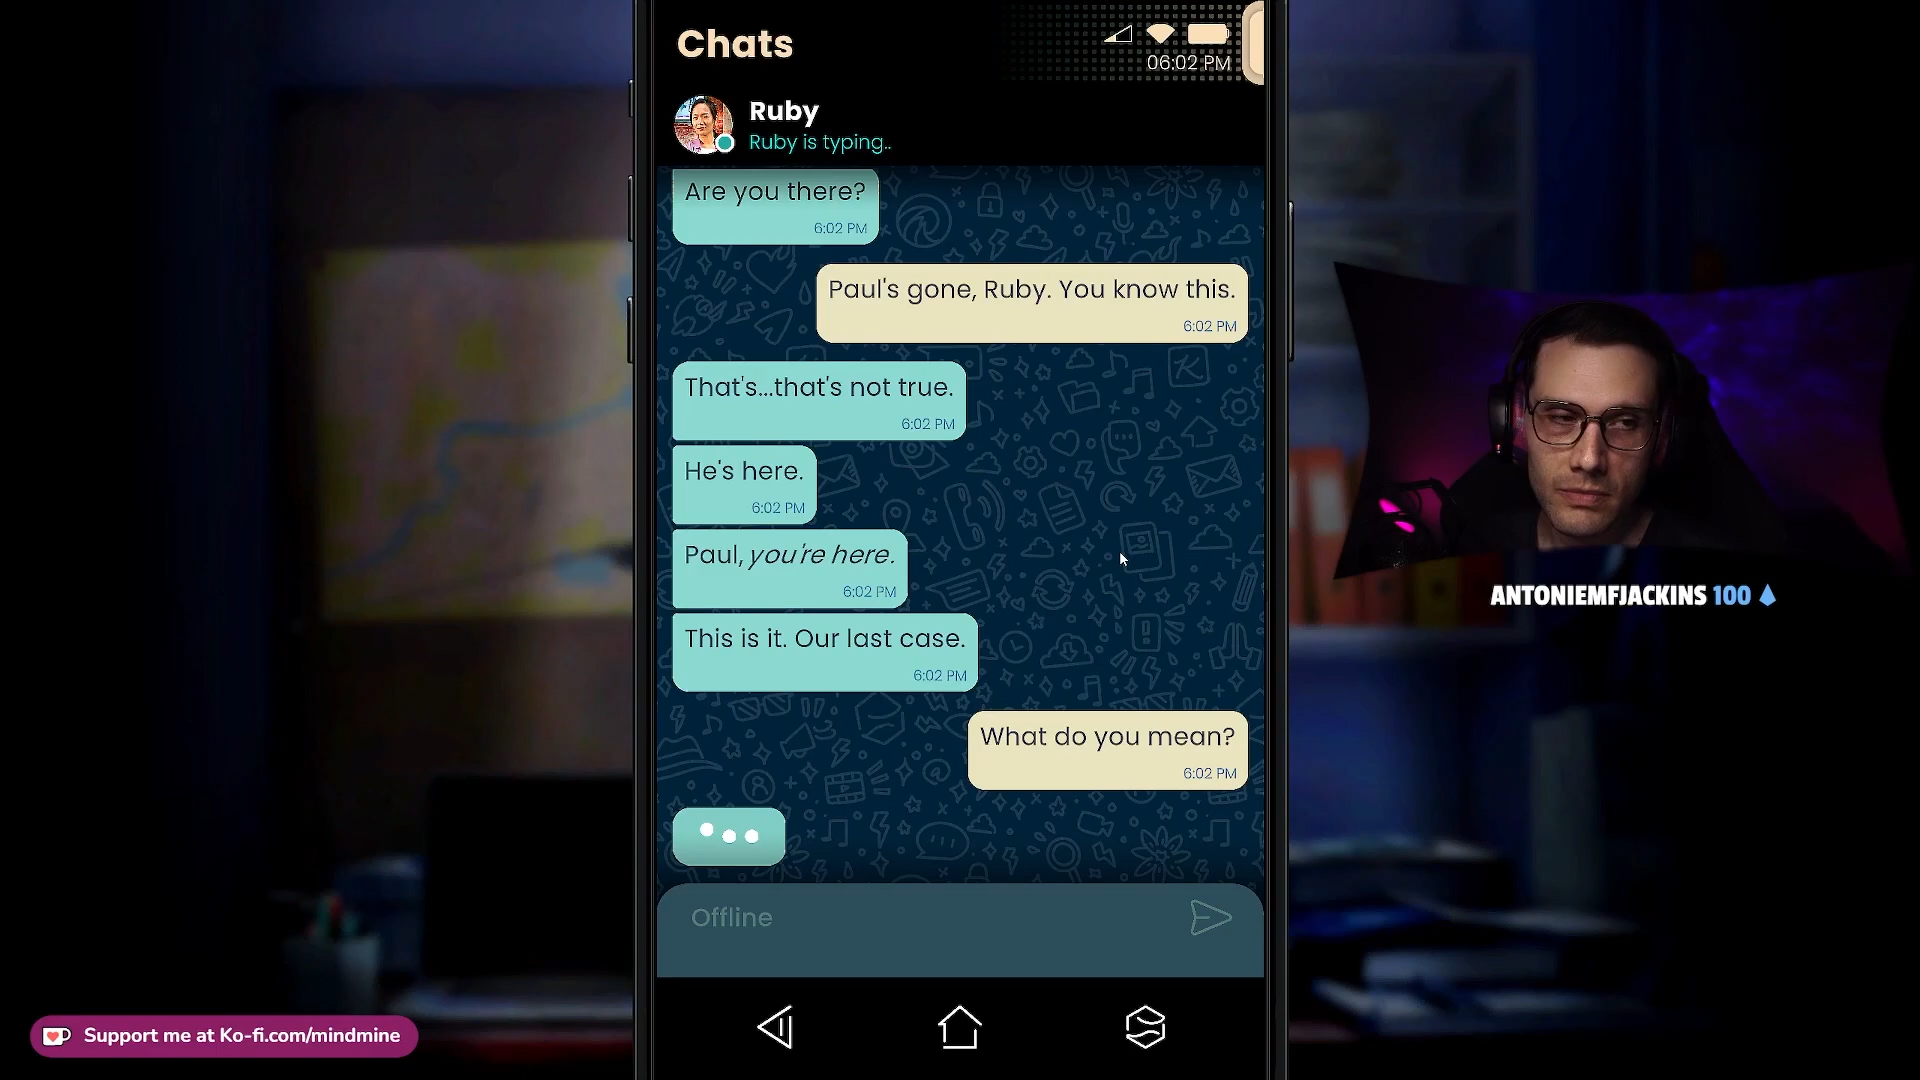 Chats
06:02 PM
Ruby
Ruby is typing..
Are you there?
6:02 PM
Paul's gone, Ruby. You know this.
6:02 PM
That's...that's not true.
6:02 PM
He's here.
6:02 PM
Paul, you're here.
6:02 PM
This is it. Our last case.
6:02 PM
What do you mean?
6:02 PM
Offline
ANTONIEMFJACKINS 100
Support me at Ko-fi.com/mindmine